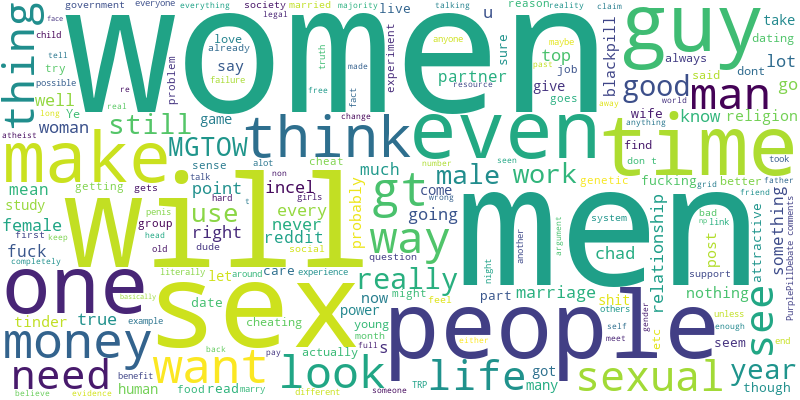 government
everything
society
married
majority
talking
reality
claim
face
child
everyone
legal
live
reason
dating
take
thing
women
guy
love
already
say
u
sure
top
experiment
partner
job
give
blackpill
always
dont
lot
tell
truth
anyone
maybe
goes
said
man
good
go
try
possible
problem
free
made
fact
failure
past
resource
away
wife
world
well
Ye
re
real
long
woman
still
game
change
think
even
time
know
religion
anything
find
don t
took
atheist
make
MGTOW
sense
alot
cheat
non
number
seen
mean
getting
point
talk
incel
girls
much
male
work
come
wrong
fucking
better
genetic
grid
father
friend
study
gets
hard
t
gt
female
will
men
use
every
probably
going
system
bad
link
np
post
something
first
penis
group
head
right
never
reddit
way
another
chad
relationship
attractive
PurplePillDebate comments
fuck
keep
old
dude
social
question
argument
night
support
see
completely
one
sex
literally
around
care
experience
really
let
now
might
feel
part
marriage
shit
others
nothing
unless
enough
date
power
people
etc
self
gender
seem
end
tinder
true
cheating
young
month
s
meet
basically
example
actually
full
money
want
back
pay
look
life
either
got
many
sexual
year
though
need
benefit
human
food
read
different
TRP
someone
believe
evidence
marry